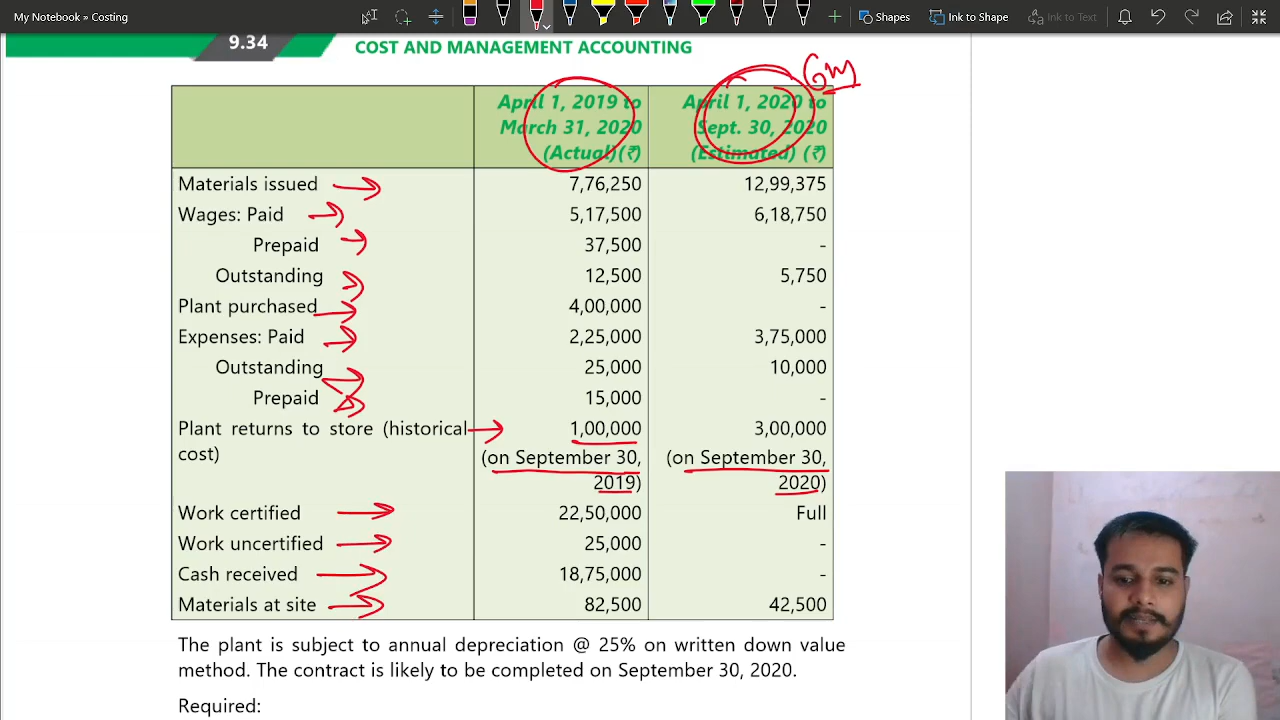 My Notebook » Costing
Shapes
Ink to Shape
Ink to Text
9.34
COST AND MANAGEMENT ACCOUNTING
6m
April 1, 2019 to April 1, 2020 to
March 31, 2020 Sept. 30, 2020
(Actual)(₹) (Estimated) (₹)
Materials issued 7,76,250 12,99,375
Wages: Paid 5,17,500 6,18,750
Prepaid 37,500 -
Outstanding 12,500 5,750
Plant purchased 4,00,000 -
Expenses: Paid 2,25,000 3,75,000
Outstanding 25,000 10,000
Prepaid 15,000 -
Plant returns to store (historical 1,00,000 3,00,000
cost) (on September 30, (on September 30,
2019) 2020)
Work certified 22,50,000 Full
Work uncertified 25,000 -
Cash received 18,75,000 -
Materials at site 82,500 42,500
The plant is subject to annual depreciation @ 25% on written down value
method. The contract is likely to be completed on September 30, 2020.
Required: